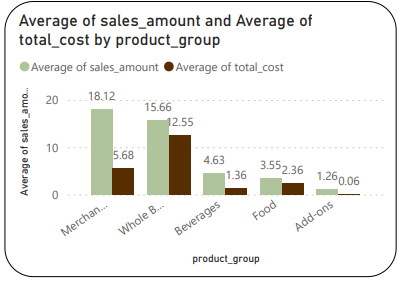 Average of sales_amount and Average of
total_cost by product_group
Average of sales_amount Average of total_cost
Average of sales_amo...
20
10
0
18.12
5.68
15.66
12.55
4.63
1.36
3.55
2.36
1.26
0.06
Merchan...
Whole B...
Beverages
Food
Add-ons
product_group